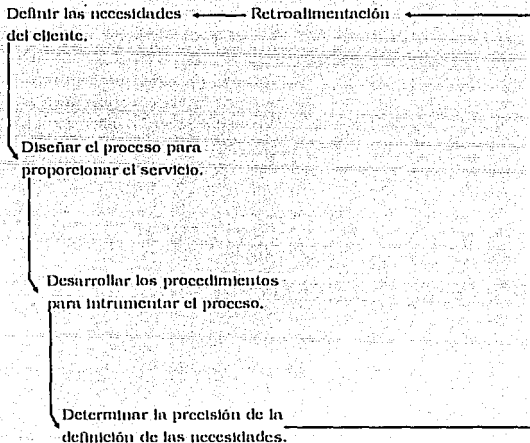 Definir las necesidades
del cliente.
Retroalimentación
Diseñar el proceso para
proporcionar el servicio.
Desarrollar los procedimientos
para intrumentar el proceso.
Determinar la precisión de la
definición de las necesidades.